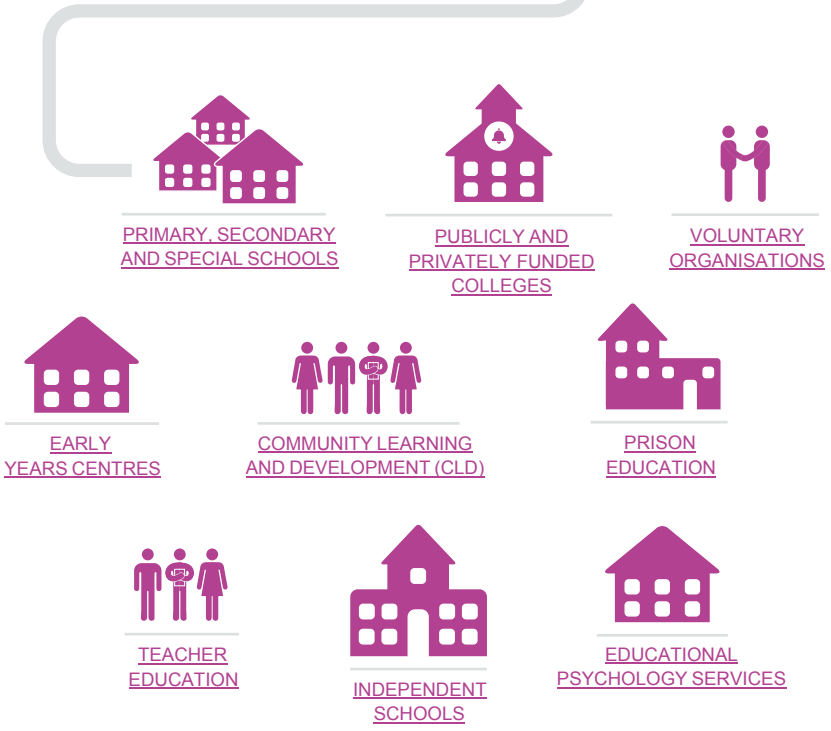 PRIMARY, SECONDARY
AND SPECIAL SCHOOLS
PUBLICLY AND
PRIVATELY FUNDED
COLLEGES
VOLUNTARY
ORGANISATIONS
EARLY
YEARS CENTRES
COMMUNITY LEARNING
AND DEVELOPMENT (CLD)
PRISON
EDUCATION
TEACHER
EDUCATION
INDEPENDENT
SCHOOLS
EDUCATIONAL
PSYCHOLOGY SERVICES